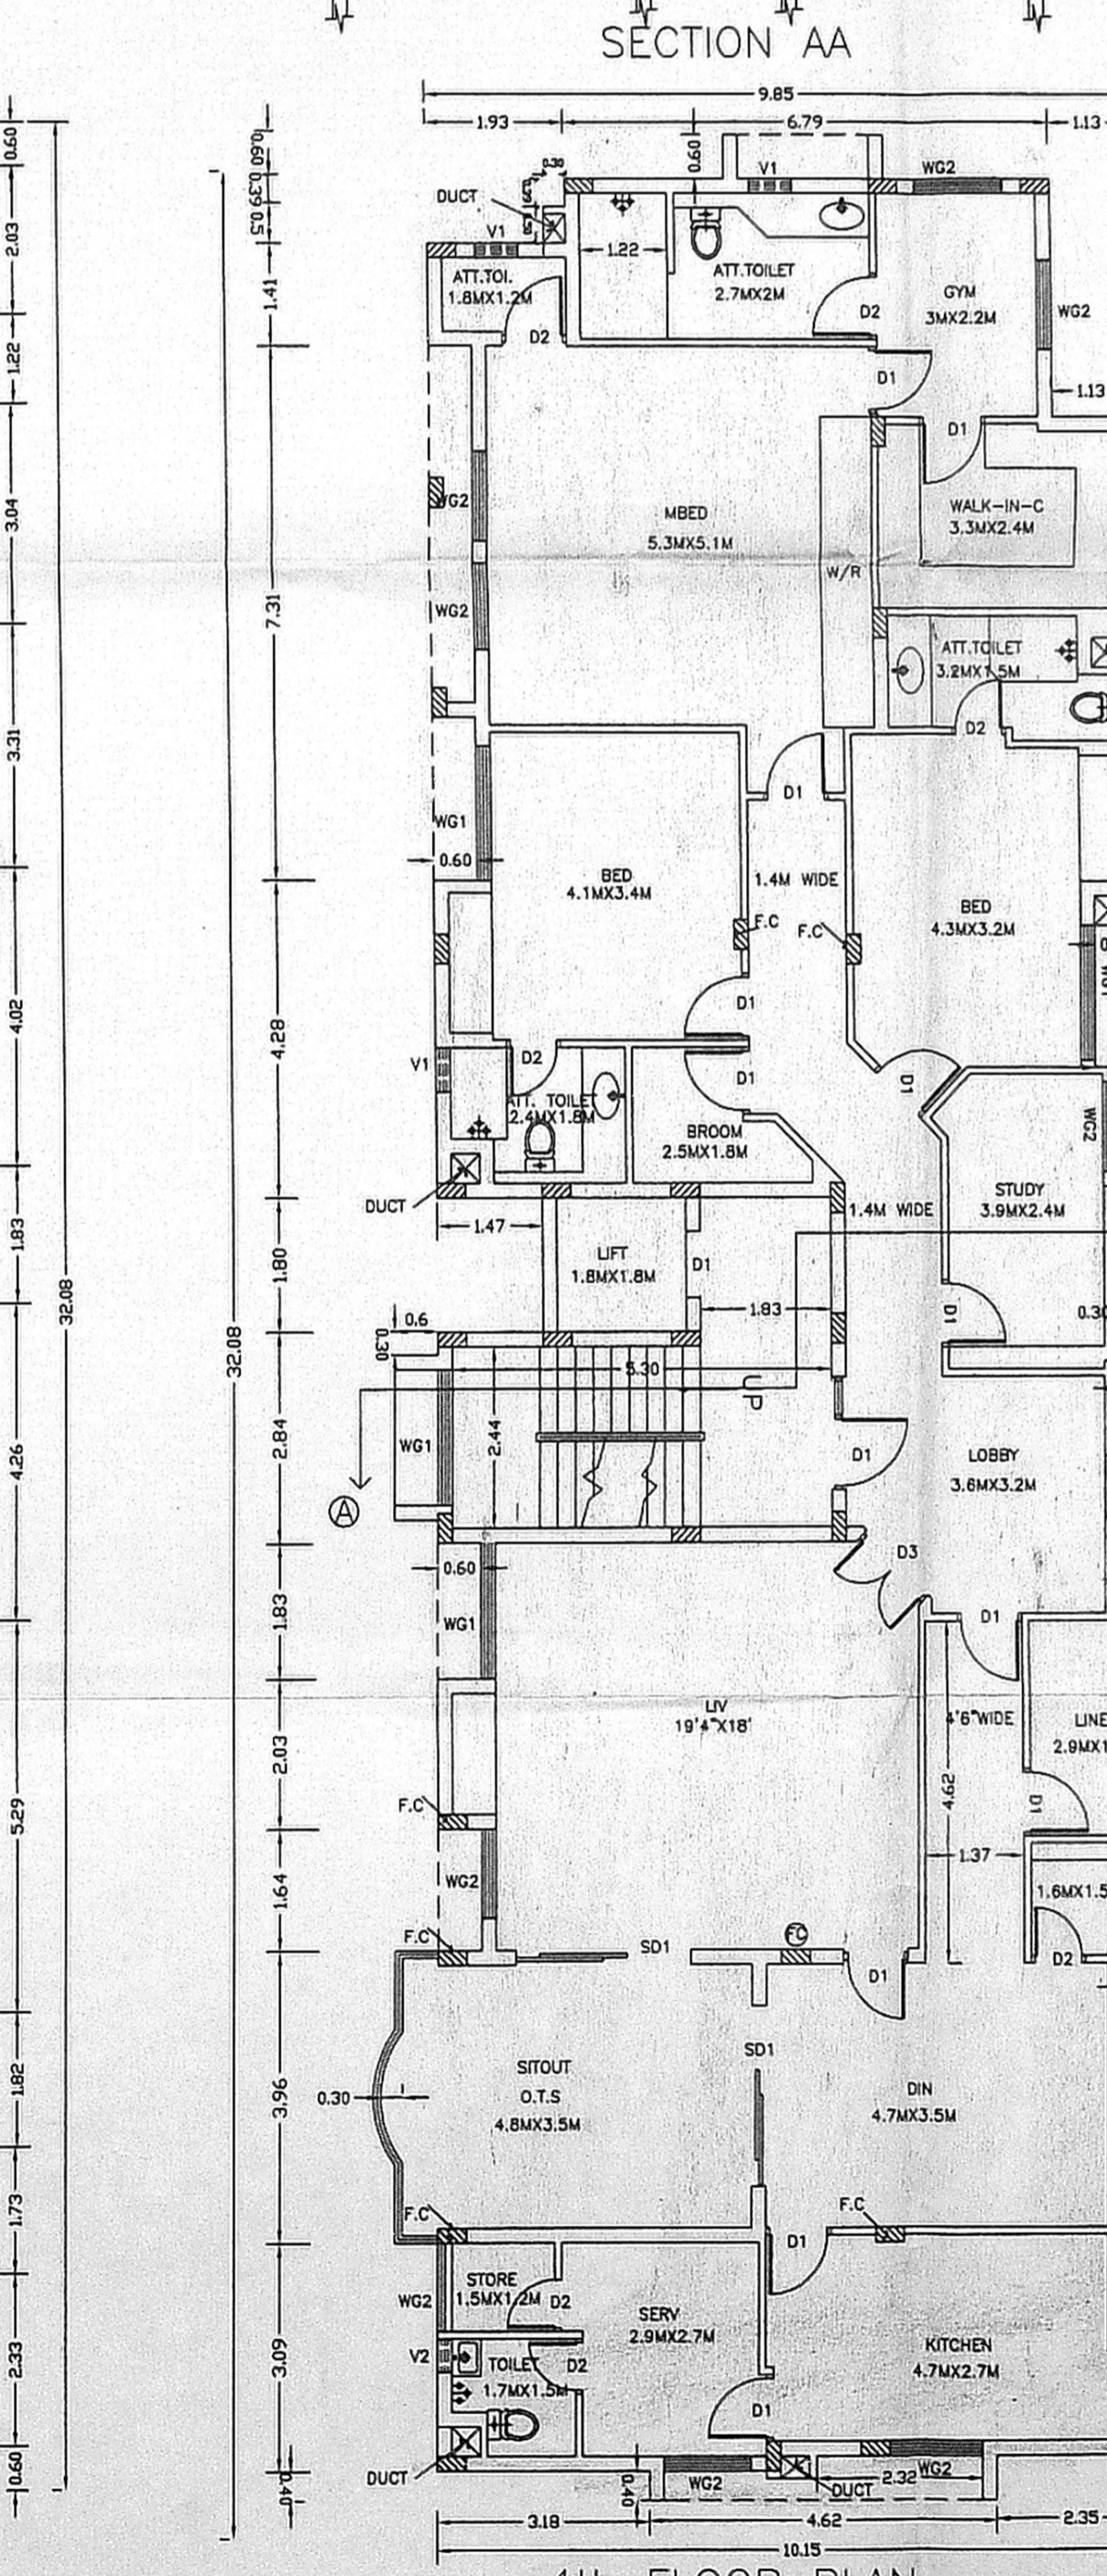 SECTION AA
9.85
1.93
6.79
1.13
0.60
0.60
0.60
0.39
0.5
DUCT
0.39
V1
WG2
V1
1.22
ATT.TOILET
2.7MX2M
ATT.TOI.
1.8MX1.2M
GYM
3MX2.2M
WG2
D2
D2
2.03
1.41
1.22
D1
1.13
D1
3.04
WG2
MBED
5.3MX5.1M
WALK-IN-C
3.3MX2.4M
W/R
WG2
7.31
ATT.TOILET
3.2MX1.5M
D2
3.31
D1
WG1
0.60
BED
4.1MX3.4M
1.4M WIDE
BED
4.3MX3.2M
F.C
F.C
WG1
D1
4.02
4.28
V1
D2
D1
D1
ATT. TOILET
2.4MX1.8M
BROOM
2.5MX1.8M
WG2
DUCT
1.47
1.4M WIDE
STUDY
3.9MX2.4M
1.83
1.80
LIFT
1.8MX1.8M
D1
1.83
D1
0.30
32.08
32.08
0.6
0.30
5.30
UP
WG1
2.44
D1
LOBBY
3.6MX3.2M
2.84
4.26
A
D3
0.60
WG1
D1
1.83
LIV
19'4"X18'
4'6"WIDE
LINE
2.9MX1
2.03
4.62
F.C
D1
5.29
1.37
WG2
1.64
1.6MX1.5
F.C
FC
SD1
D1
D2
SD1
SITOUT
O.T.S
4.8MX3.5M
0.30
DIN
4.7MX3.5M
1.82
3.96
F.C
F.C
D1
1.73
STORE
1.5MX1.2M
D2
WG2
SERV
2.9MX2.7M
KITCHEN
4.7MX2.7M
V2
TOILET
1.7MX1.5M
D2
2.33
3.09
D1
DUCT
WG2
2.32
WG2
DUCT
0.60
0.40
0.40
3.18
4.62
2.35
10.15
FLOOR PLAN